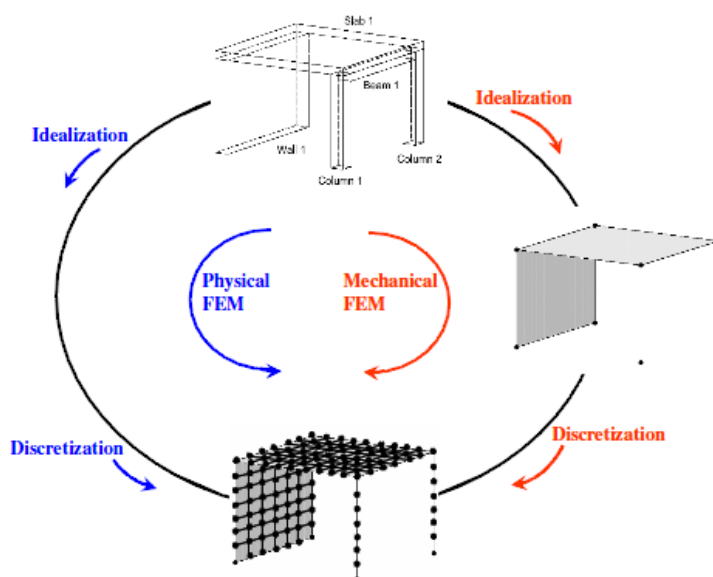 Slab 1
Idealization
Beam 1
Idealization
Wall 1
Column 2
Column 1
Physical
FEM
Mechanical
FEM
Discretization
Discretization